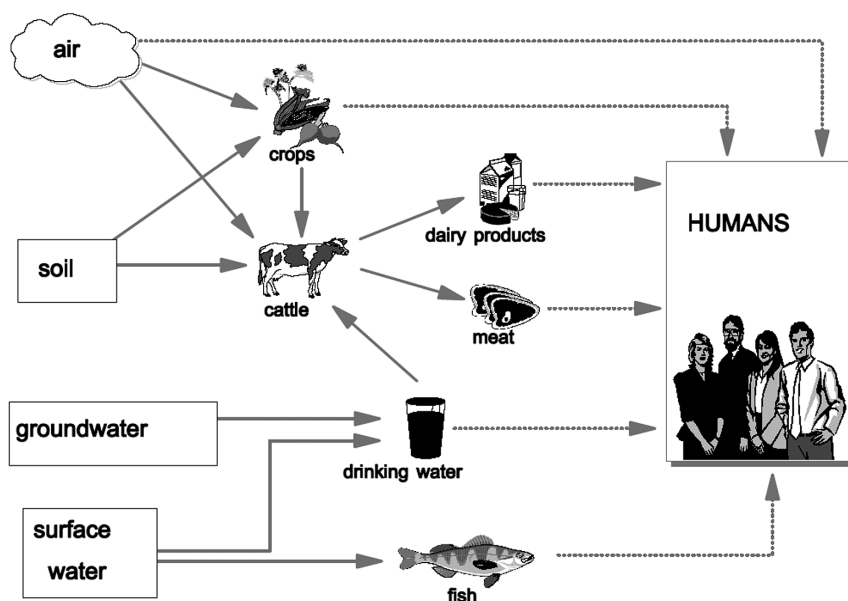 air
crops
dairy products
HUMANS
soil
cattle
meat
groundwater
drinking water
surface
water
fish